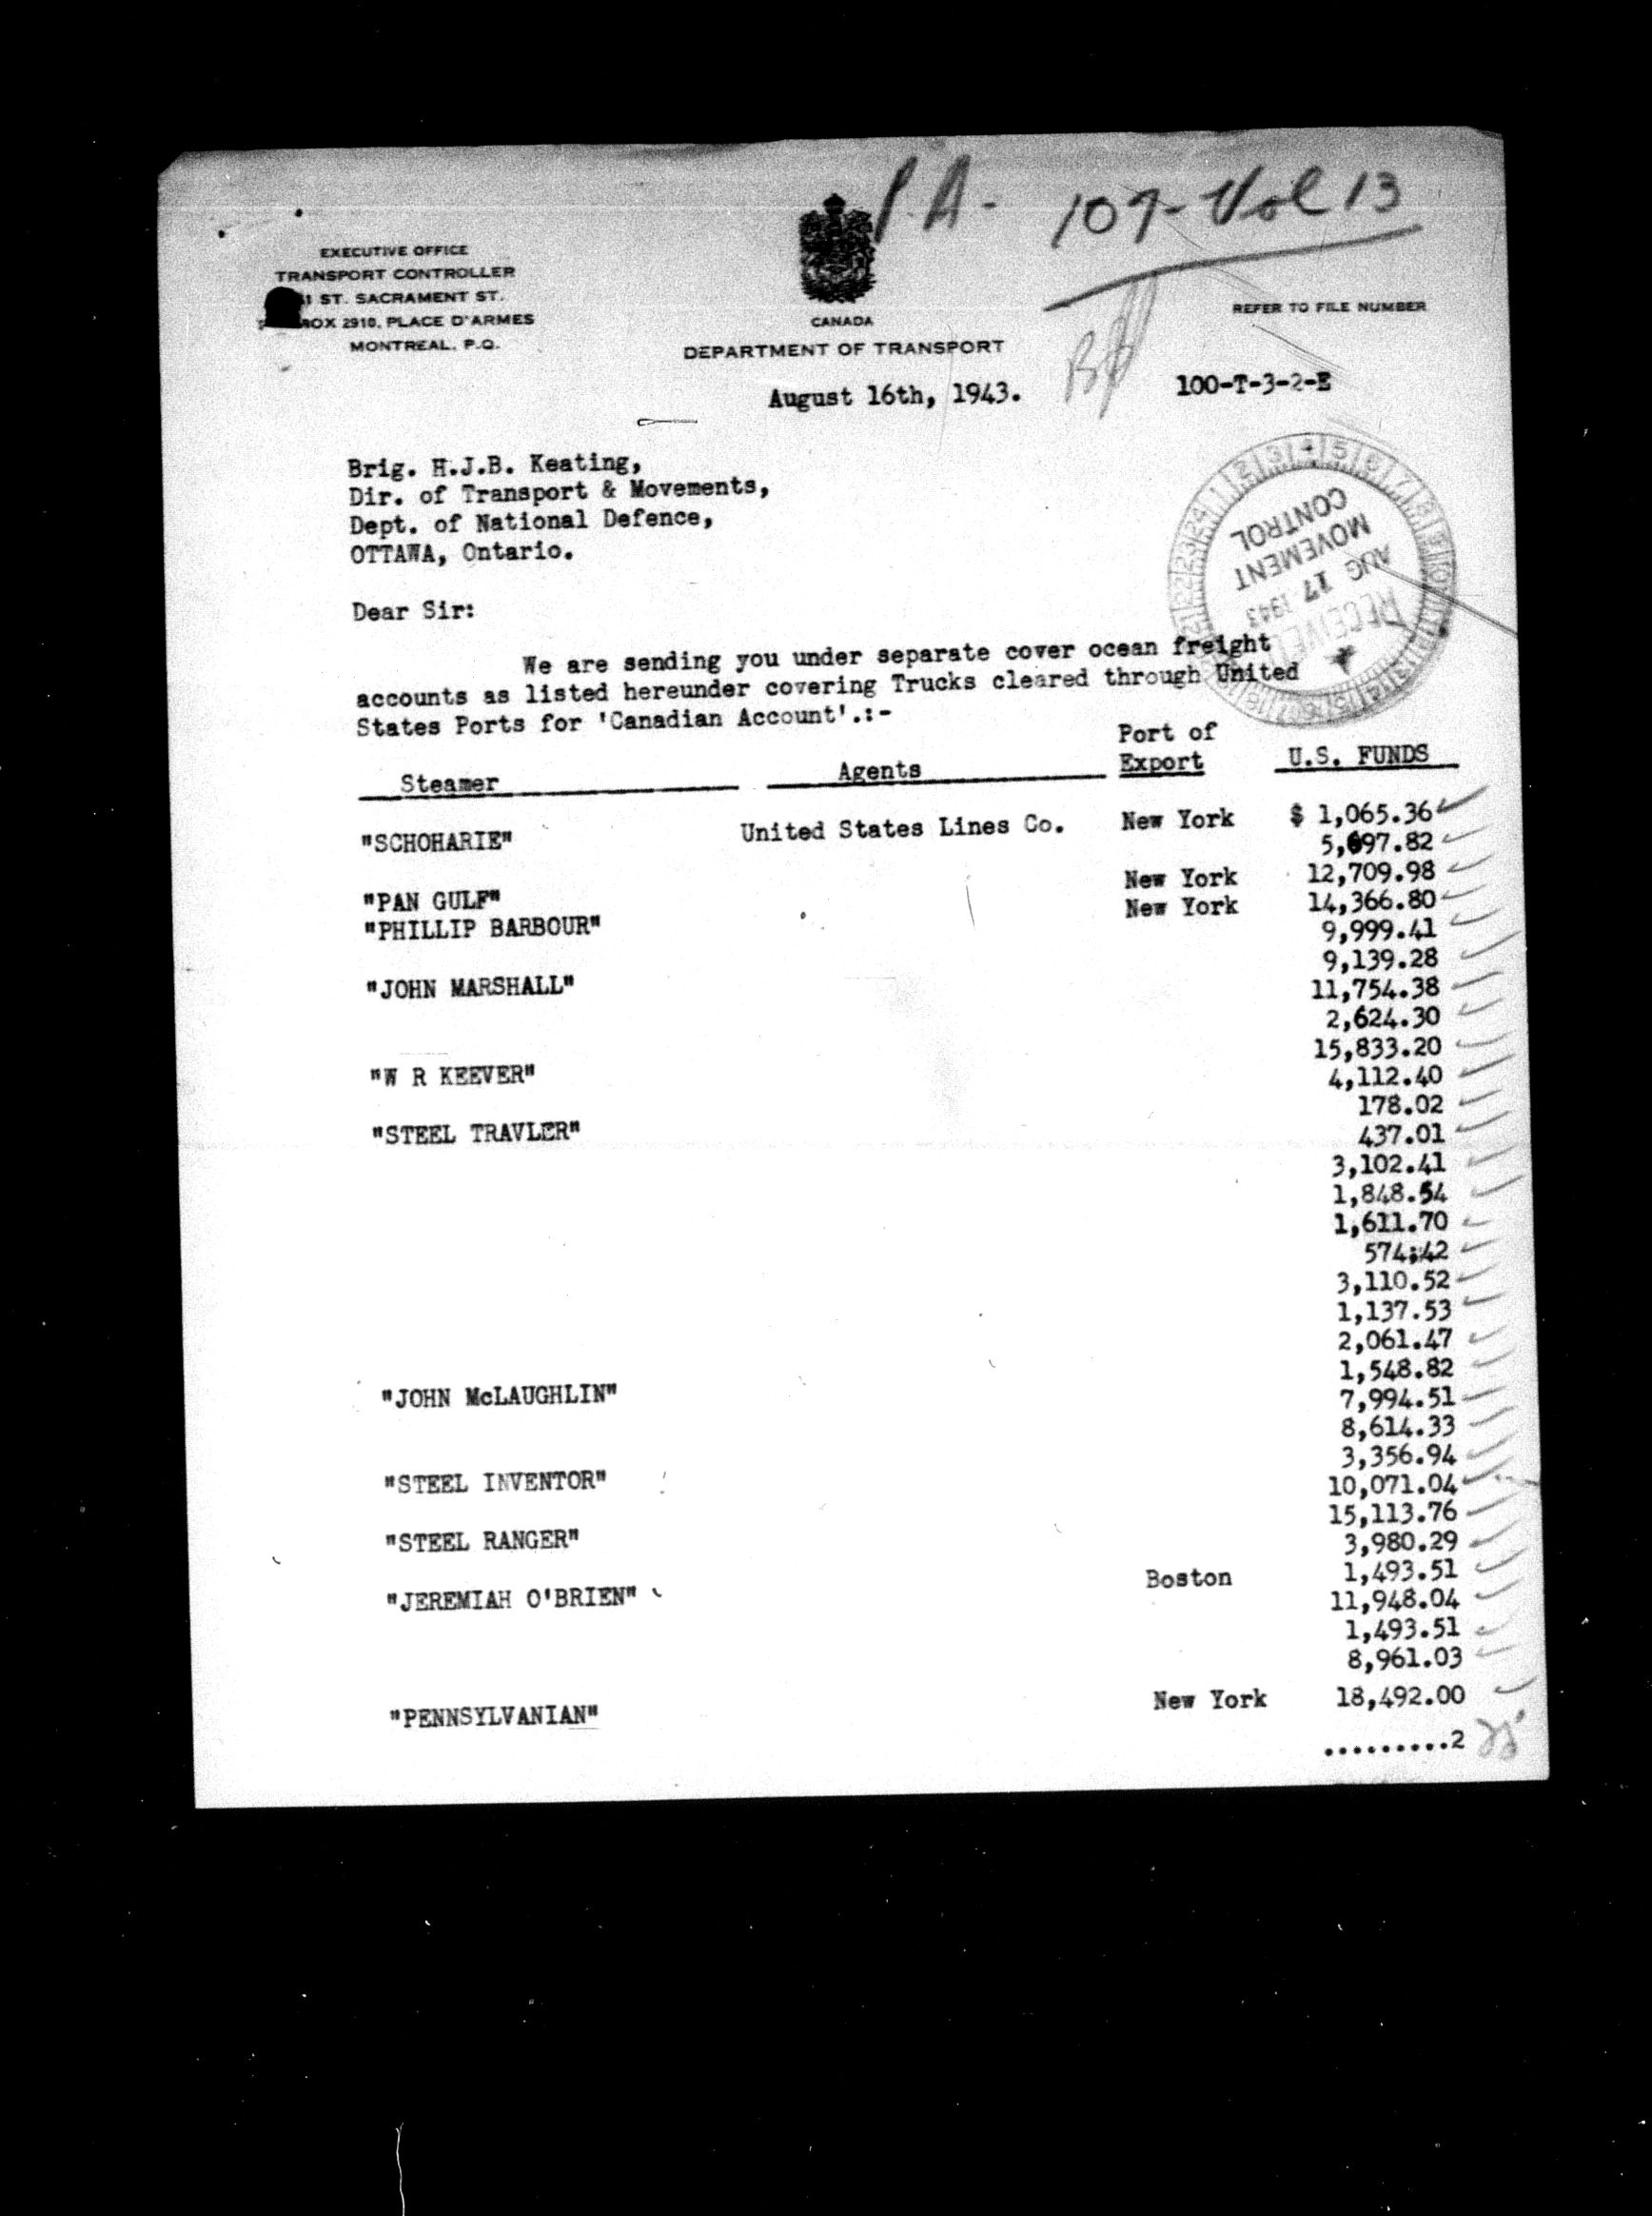 P.A- 107-Vol 13
EXECUTIVE OFFICE
TRANSPORT CONTROLLER
ST. SACRAMENT ST.
BOX 2910, PLACE D'ARMES
MONTREAL, P.Q.
CANADA
DEPARTMENT OF TRANSPORT
REFER TO FILE NUMBER
August 16th, 1943.
100-T-3-2-E
Brig. H.J.B. Keating,
Dir. of Transport & Movements,
Dept. of National Defence,
OTTAWA, Ontario.
RECEIVED
AUG 17 1943
MOVEMENT
CONTROL
Dear Sir:
We are sending you under separate cover ocean freight
accounts as listed hereunder covering Trucks cleared through United
States Ports for 'Canadian Account'.:-
Steamer Agents Port of Export U.S. FUNDS
"SCHOHARIE" United States Lines Co. New York $ 1,065.36
5,697.82
"PAN GULF" New York 12,709.98
"PHILLIP BARBOUR" New York 14,366.80
9,999.41
"JOHN MARSHALL" 9,139.28
11,754.38
2,624.30
"W R KEEVER" 15,833.20
4,112.40
"STEEL TRAVLER" 178.02
437.01
3,102.41
1,848.54
1,611.70
574;42
3,110.52
1,137.53
2,061.47
1,548.82
"JOHN McLAUGHLIN" 7,994.51
8,614.33
3,356.94
"STEEL INVENTOR" 10,071.04
15,113.76
"STEEL RANGER" 3,980.29
"JEREMIAH O'BRIEN" Boston 1,493.51
11,948.04
1,493.51
8,961.03
"PENNSYLVANIAN" New York 18,492.00
.........2